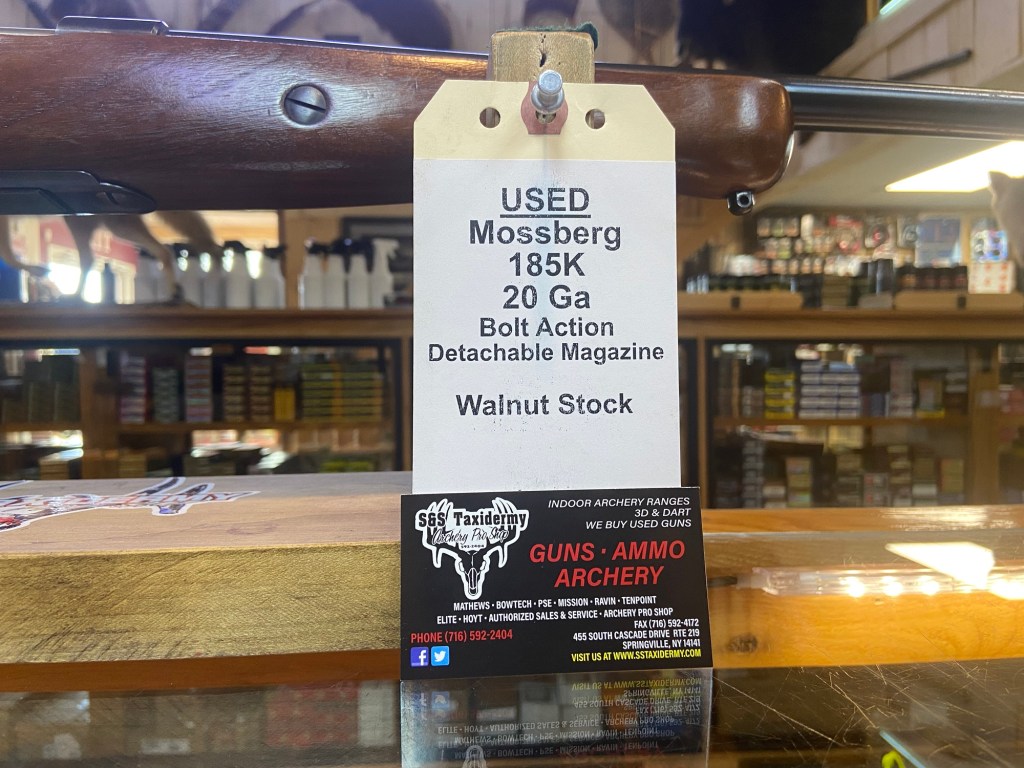 USED
Mossberg
185K
20 Ga
Bolt Action
Detachable Magazine
Walnut Stock
S&S Taxidermy
Archery Pro Shop
592-2404
INDOOR ARCHERY RANGES
3D & DART
WE BUY USED GUNS
GUNS · AMMO
ARCHERY
MATHEWS · BOWTECH · PSE · MISSION · RAVIN · TENPOINT
ELITE · HOYT · AUTHORIZED SALES & SERVICE · ARCHERY PRO SHOP
PHONE (716) 592-2404
FAX (716) 592-4172
455 SOUTH CASCADE DRIVE RTE 219
SPRINGVILLE, NY 14141
VISIT US AT WWW.SSTAXIDERMY.COM